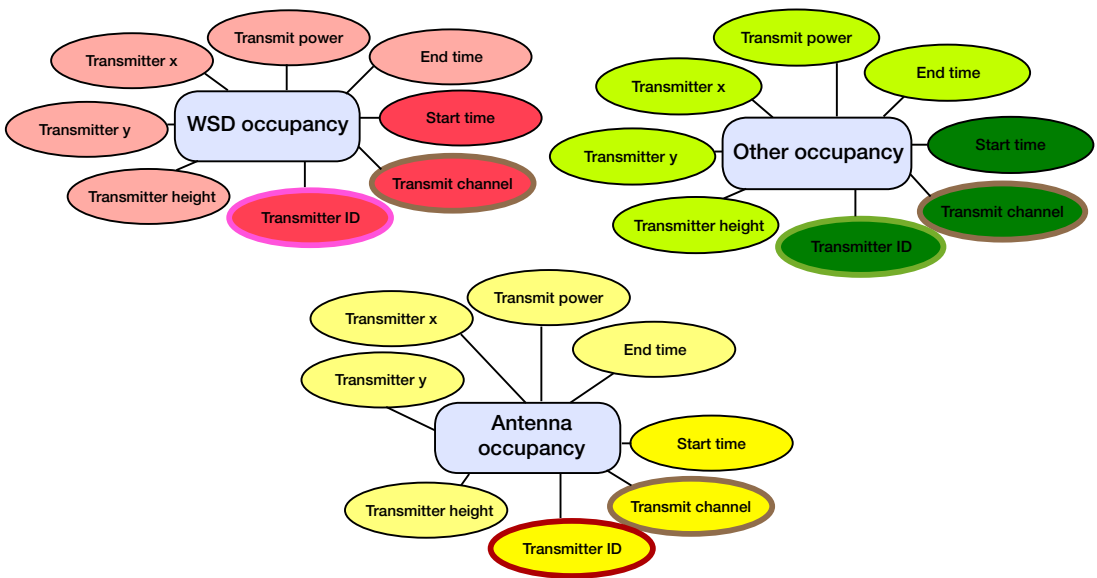 Transmit power
Transmitter x
End time
WSD occupancy
Start time
Transmitter y
Transmit channel
Transmitter height
Transmitter ID
Transmit power
End time
Transmitter x
Other occupancy
Start time
Transmitter y
Transmit channel
Transmitter height
Transmitter ID
Transmit power
Transmitter x
End time
Transmitter y
Antenna
occupancy
Start time
Transmitter height
Transmit channel
Transmitter ID